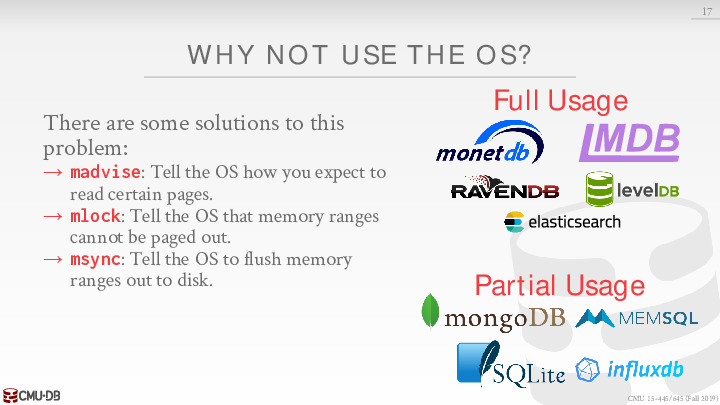 17
WHY NOT USE THE OS?
There are some solutions to this
problem:
→ madvise: Tell the OS how you expect to
read certain pages.
→ mlock: Tell the OS that memory ranges
cannot be paged out.
→ msync: Tell the OS to flush memory
ranges out to disk.
Full Usage
monetdb
LMDB
RAVENDB
levelDB
elasticsearch
Partial Usage
mongoDB
MEMSQL
SQLite
influxdb
CMU·DB
CMU 15-445/645 (Fall 2019)